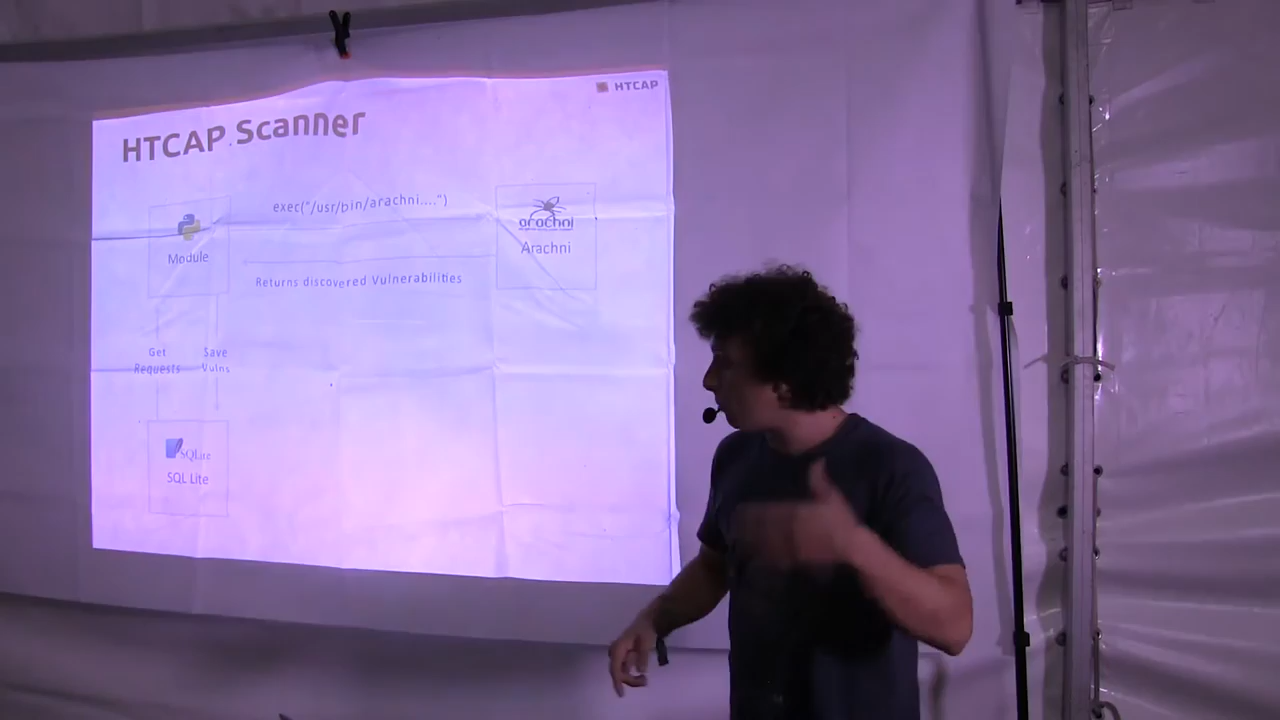 HTCAP
HTCAP Scanner
exec("/usr/bin/arachni....")
arachni
Module
Arachni
Returns discovered Vulnerabilities
Get
Requests
Save
Vulns
SQLite
SQL Lite